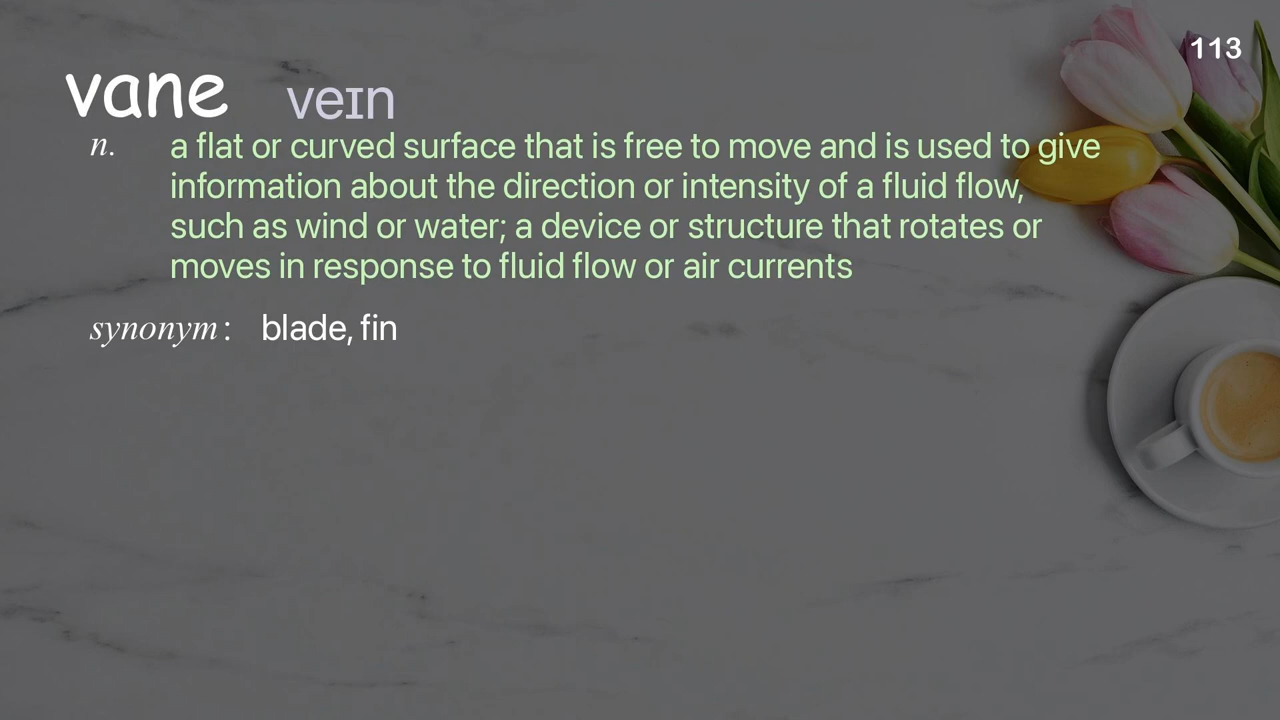 113
vane veɪn
n. a flat or curved surface that is free to move and is used to give
information about the direction or intensity of a fluid flow,
such as wind or water; a device or structure that rotates or
moves in response to fluid flow or air currents
synonym: blade, fin